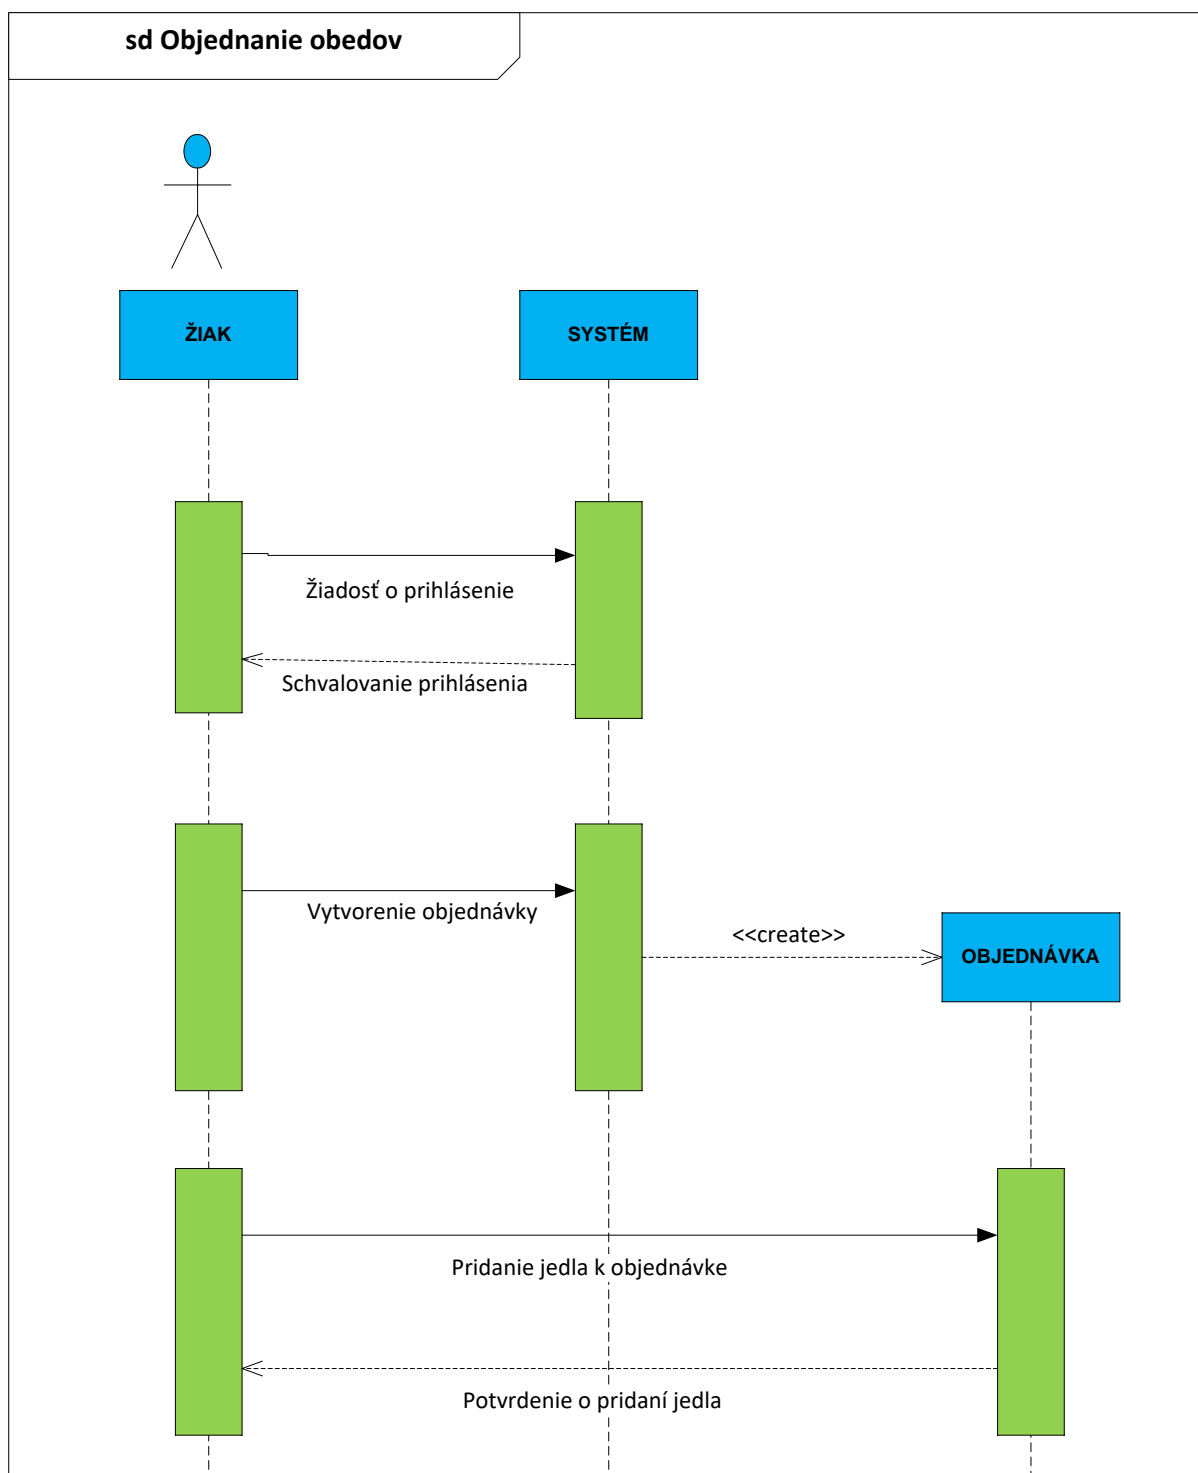 sd Objednanie obedov
ŽIAK
SYSTÉM
Žiadosť o prihlásenie
Schvalovanie prihlásenia
Vytvorenie objednávky
<<create>>
OBJEDNÁVKA
Pridanie jedla k objednávke
Potvrdenie o pridaní jedla